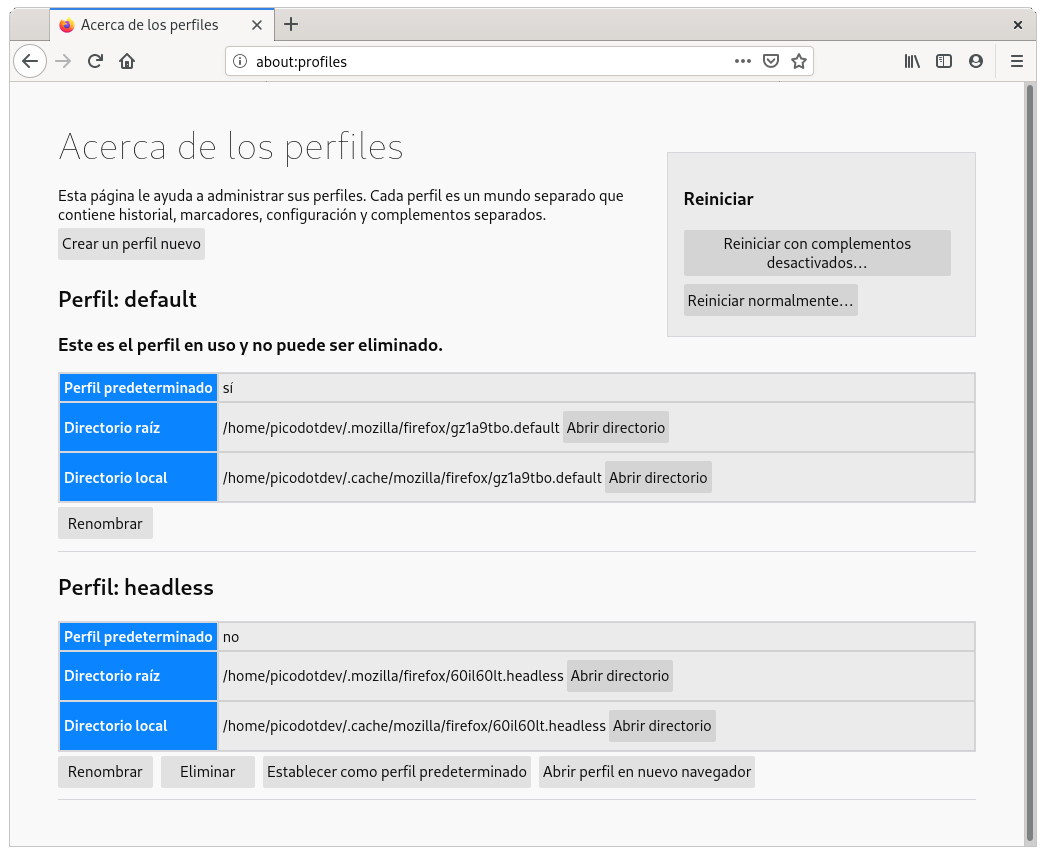 Acerca de los perfiles
about:profiles
Acerca de los perfiles
Esta página le ayuda a administrar sus perfiles. Cada perfil es un mundo separado que
contiene historial, marcadores, configuración y complementos separados.
Crear un perfil nuevo
Reiniciar
Reiniciar con complementos
desactivados...
Reiniciar normalmente...
Perfil: default
Este es el perfil en uso y no puede ser eliminado.
Perfil predeterminado sí
Directorio raíz /home/picodotdev/.mozilla/firefox/gz1a9tbo.default Abrir directorio
Directorio local /home/picodotdev/.cache/mozilla/firefox/gz1a9tbo.default Abrir directorio
Renombrar
Perfil: headless
Perfil predeterminado no
Directorio raíz /home/picodotdev/.mozilla/firefox/60il60lt.headless Abrir directorio
Directorio local /home/picodotdev/.cache/mozilla/firefox/60il60lt.headless Abrir directorio
Renombrar Eliminar Establecer como perfil predeterminado Abrir perfil en nuevo navegador